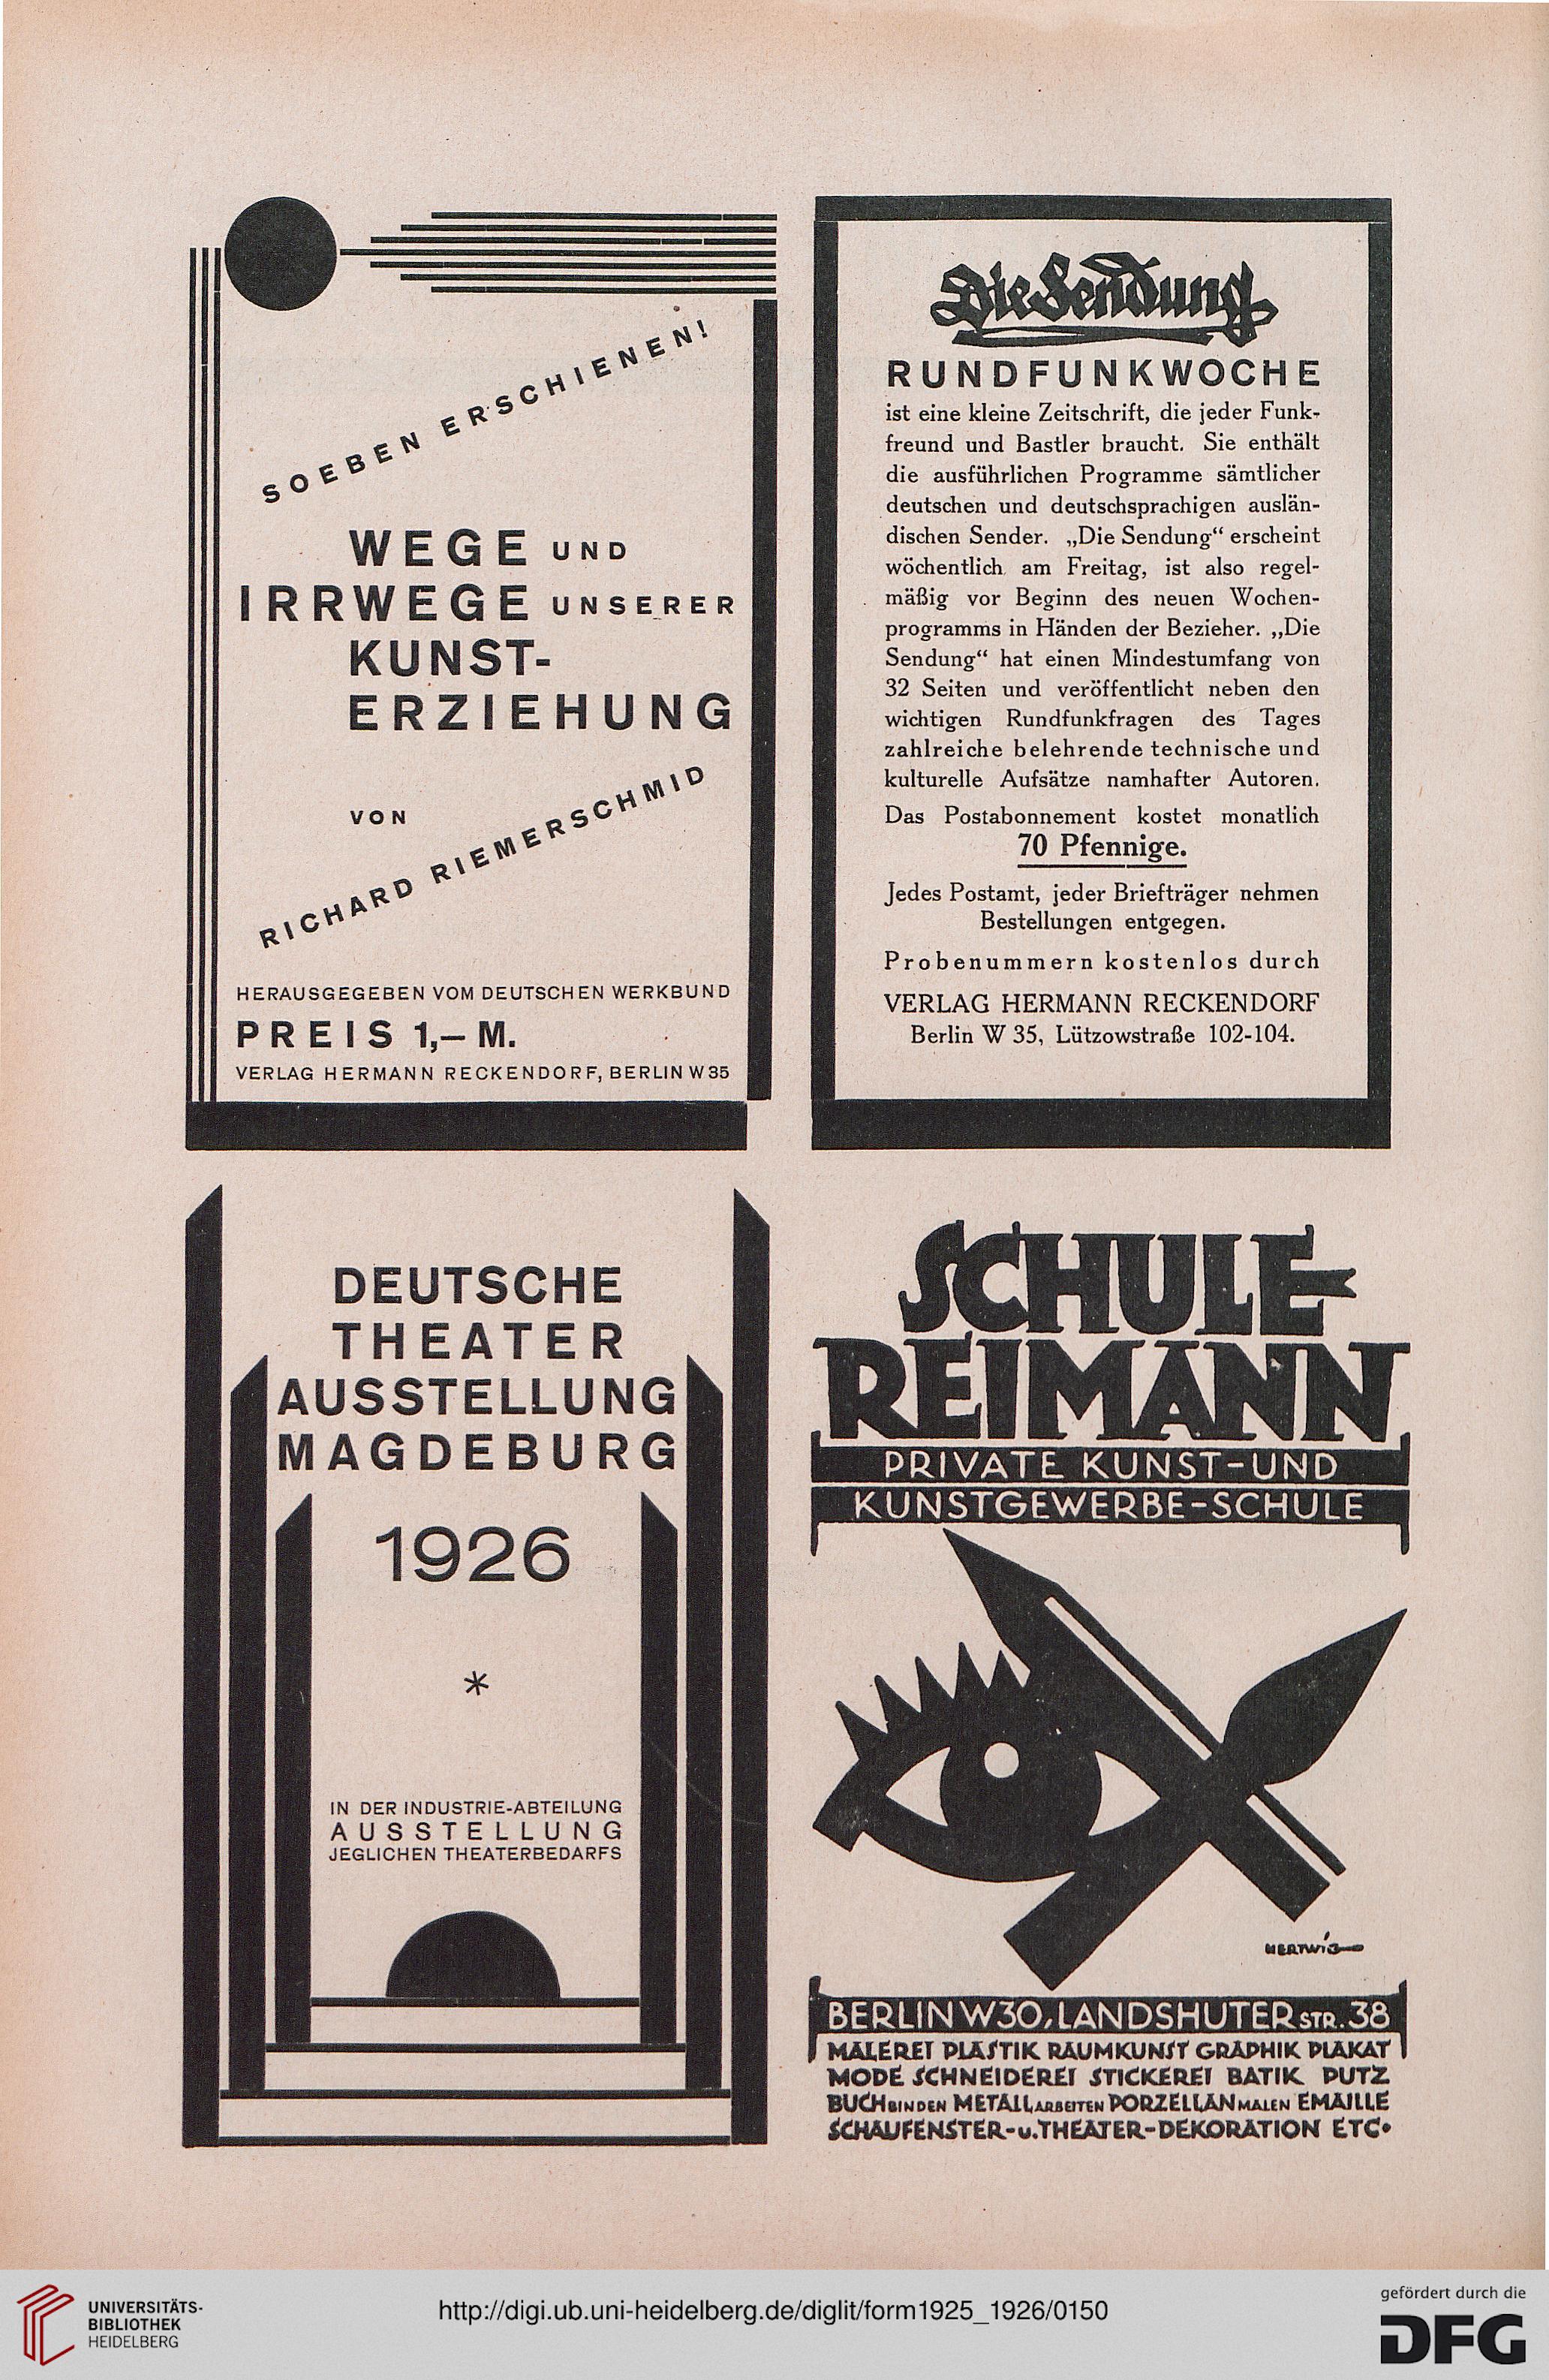 SOEBEN ERSCHIENEN!
WEGE UND
IRRWEGE UNSERER
KUNST-
ERZIEHUNG
VON
RICHARD RIEMERSCHMID
HERAUSGEGEBEN VOM DEUTSCHEN WERKBUND
PREIS 1,— M.
VERLAG HERMANN RECKENDORF, BERLIN W 35
Die Sendung
RUNDFUNKWOCHE
ist eine kleine Zeitschrift, die jeder Funk-
freund und Bastler braucht. Sie enthält
die ausführlichen Programme sämtlicher
deutschen und deutschsprachigen auslän-
dischen Sender. „Die Sendung“ erscheint
wöchentlich am Freitag, ist also regel-
mäßig vor Beginn des neuen Wochen-
programms in Händen der Bezieher. „Die
Sendung“ hat einen Mindestumfang von
32 Seiten und veröffentlicht neben den
wichtigen Rundfunkfragen des Tages
zahlreiche belehrende technische und
kulturelle Aufsätze namhafter Autoren.
Das Postabonnement kostet monatlich
70 Pfennige.
Jedes Postamt, jeder Briefträger nehmen
Bestellungen entgegen.
Probenummern kostenlos durch
VERLAG HERMANN RECKENDORF
Berlin W 35, Lützowstraße 102-104.
DEUTSCHE
THEATER
AUSSTELLUNG
MAGDEBURG
1926
*
IN DER INDUSTRIE-ABTEILUNG
AUSSTELLUNG
JEGLICHEN THEATERBEDARFS
SCHULE
REIMANN
PRIVATE KUNST-UND
KUNSTGEWERBE-SCHULE
HERTWIG
BERLIN W30, LANDSHUTER STR. 38
MALEREI PLASTIK RAUMKUNST GRAPHIK PLAKAT
MODE SCHNEIDEREI STICKEREI BATIK PUTZ
BUCHBINDEN METALLARBEITEN PORZELLANMALEN EMAILLE
SCHAUFENSTER-u.THEATER-DEKORATION ETC.
UNIVERSITÄTS-
BIBLIOTHEK
HEIDELBERG
http://digi.ub.uni-heidelberg.de/diglit/form1925_1926/0150
gefördert durch die
DFG